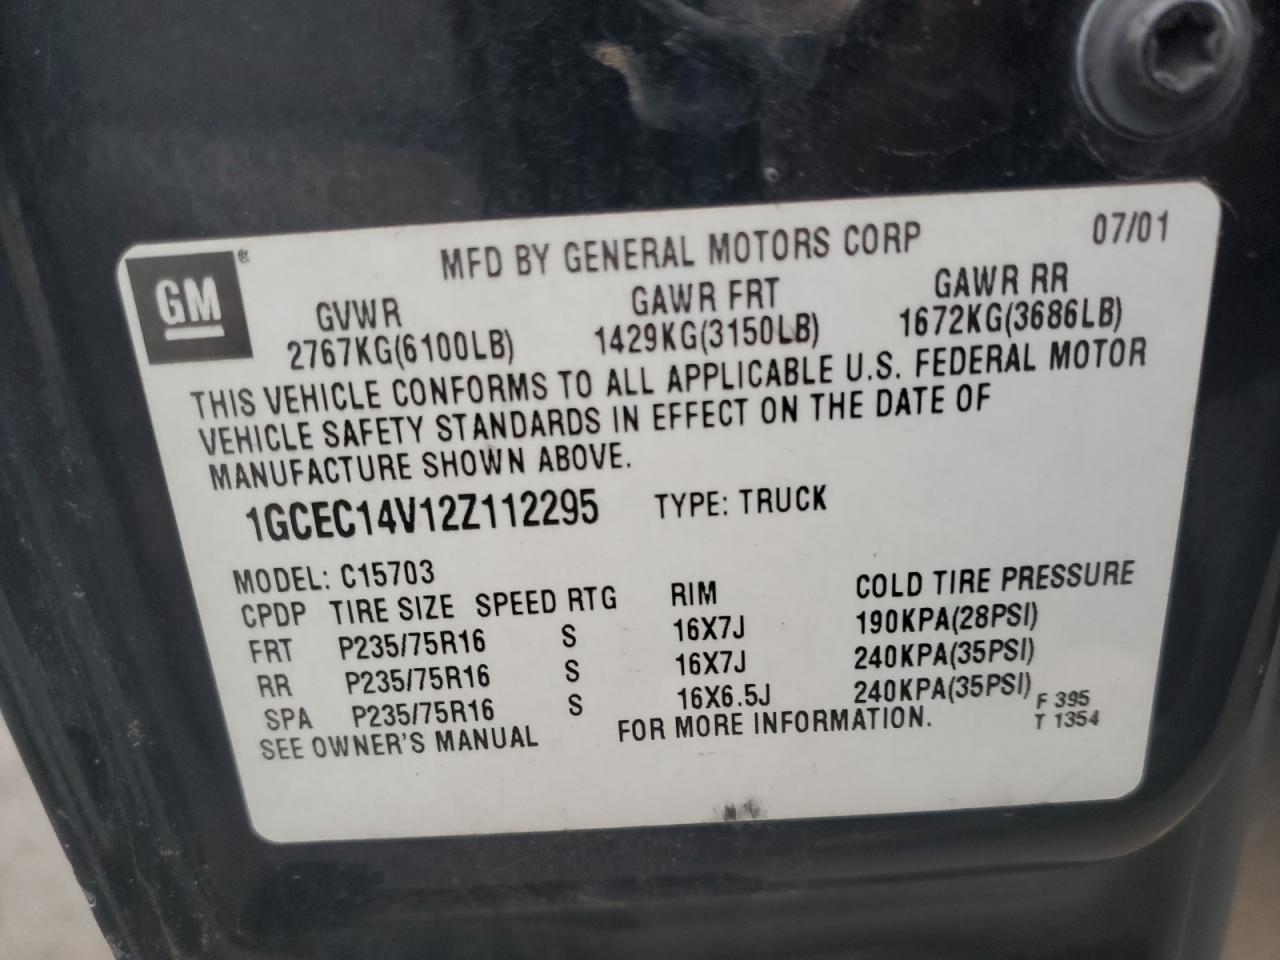 GM®
MFD BY GENERAL MOTORS CORP 07/01
GVWR GAWR FRT GAWR RR
2767KG(6100LB) 1429KG(3150LB) 1672KG(3686LB)
THIS VEHICLE CONFORMS TO ALL APPLICABLE U.S. FEDERAL MOTOR
VEHICLE SAFETY STANDARDS IN EFFECT ON THE DATE OF
MANUFACTURE SHOWN ABOVE.
1GCEC14V12Z112295 TYPE: TRUCK
MODEL: C15703
CPDP TIRE SIZE SPEED RTG RIM COLD TIRE PRESSURE
FRT P235/75R16 S 16X7J 190KPA(28PSI)
RR P235/75R16 S 16X7J 240KPA(35PSI)
SPA P235/75R16 S 16X6.5J 240KPA(35PSI)
SEE OWNER'S MANUAL FOR MORE INFORMATION.
F 395
T 1354